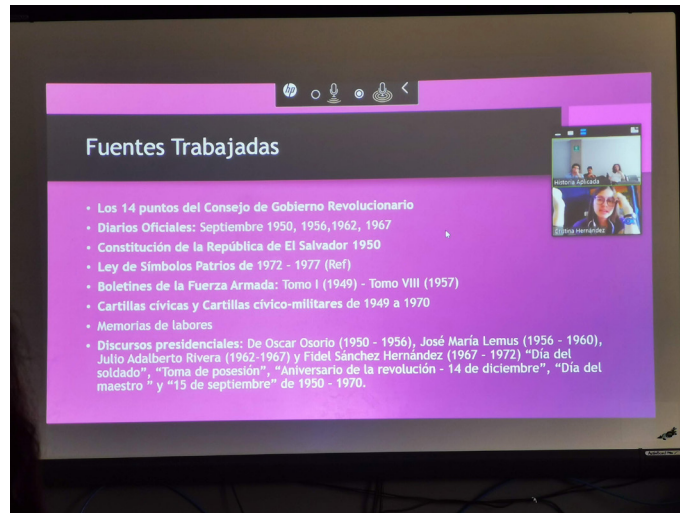 hp
Fuentes Trabajadas
Historia Aplicada
Cristina Hernández
• Los 14 puntos del Consejo de Gobierno Revolucionario
• Diarios Oficiales: Septiembre 1950, 1956,1962, 1967
• Constitución de la República de El Salvador 1950
• Ley de Símbolos Patrios de 1972 - 1977 (Ref)
• Boletines de la Fuerza Armada: Tomo I (1949) - Tomo VIII (1957)
• Cartillas cívicas y Cartillas cívico-militares de 1949 a 1970
• Memorias de labores
• Discursos presidenciales: De Oscar Osorio (1950 - 1956), José María Lemus (1956 - 1960),
Julio Adalberto Rivera (1962-1967) y Fidel Sánchez Hernández (1967 - 1972) “Día del
soldado”, “Toma de posesión”, “Aniversario de la revolución - 14 de diciembre”, “Día del
maestro ” y “15 de septiembre” de 1950 - 1970.